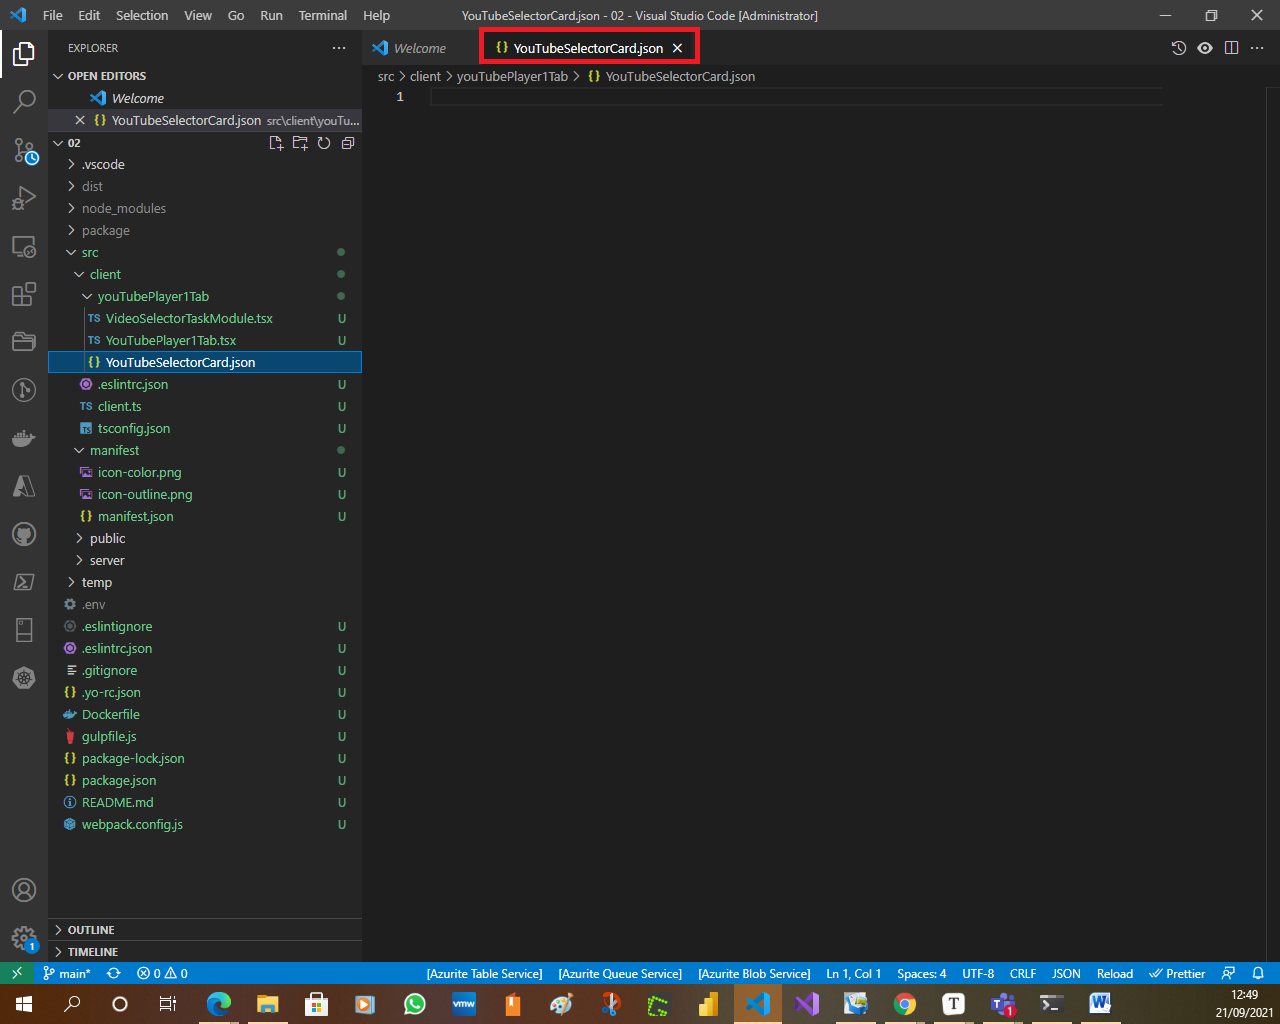 File Edit Selection View Go Run Terminal Help YouTubeSelectorCard.json - 02 - Visual Studio Code [Administrator]
EXPLORER
Welcome
{} YouTubeSelectorCard.json
src > client > youTubePlayer1Tab > {} YouTubeSelectorCard.json
1
OPEN EDITORS
Welcome
{} YouTubeSelectorCard.json src\client\youTu...
02
.vscode
dist
node_modules
package
src
client
youTubePlayer1Tab
TS VideoSelectorTaskModule.tsx U
TS YouTubePlayer1Tab.tsx U
{} YouTubeSelectorCard.json
.eslintrc.json U
TS client.ts U
TS tsconfig.json U
manifest
icon-color.png U
icon-outline.png U
{} manifest.json U
public
server
temp
.env
.eslintignore U
.eslintrc.json U
.gitignore U
{} .yo-rc.json U
Dockerfile U
gulpfile.js U
{} package-lock.json U
{} package.json U
README.md U
webpack.config.js U
OUTLINE
1
TIMELINE
main* 0 0 [Azurite Table Service] [Azurite Queue Service] [Azurite Blob Service] Ln 1, Col 1 Spaces: 4 UTF-8 CRLF JSON Reload Prettier
vmw T 1 W
12:49
21/09/2021